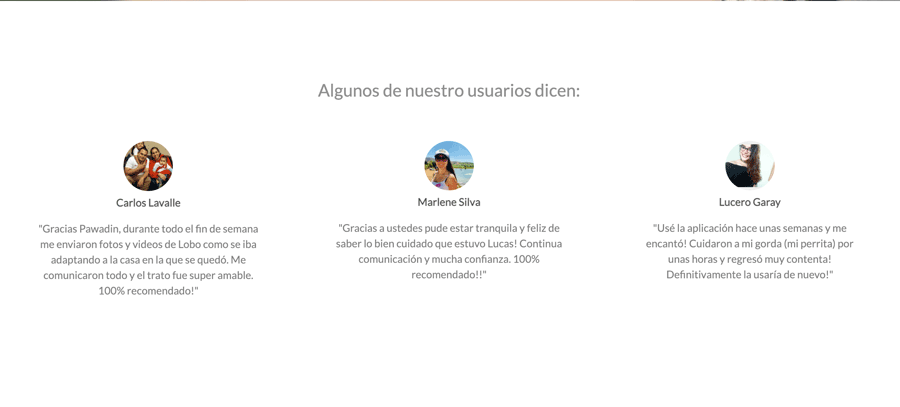 Algunos de nuestro usuarios dicen:
Carlos Lavalle
"Gracias Pawadin, durante todo el fin de semana
me enviaron fotos y videos de Lobo como se iba
adaptando a la casa en la que se quedó. Me
comunicaron todo y el trato fue super amable.
100% recomendado!"
Marlene Silva
"Gracias a ustedes pude estar tranquila y feliz de
saber lo bien cuidado que estuvo Lucas! Continua
comunicación y mucha confianza. 100%
recomendado!!"
Lucero Garay
"Usé la aplicación hace unas semanas y me
encantó! Cuidaron a mi gorda (mi perrita) por
unas horas y regresó muy contenta!
Definitivamente la usaría de nuevo!"